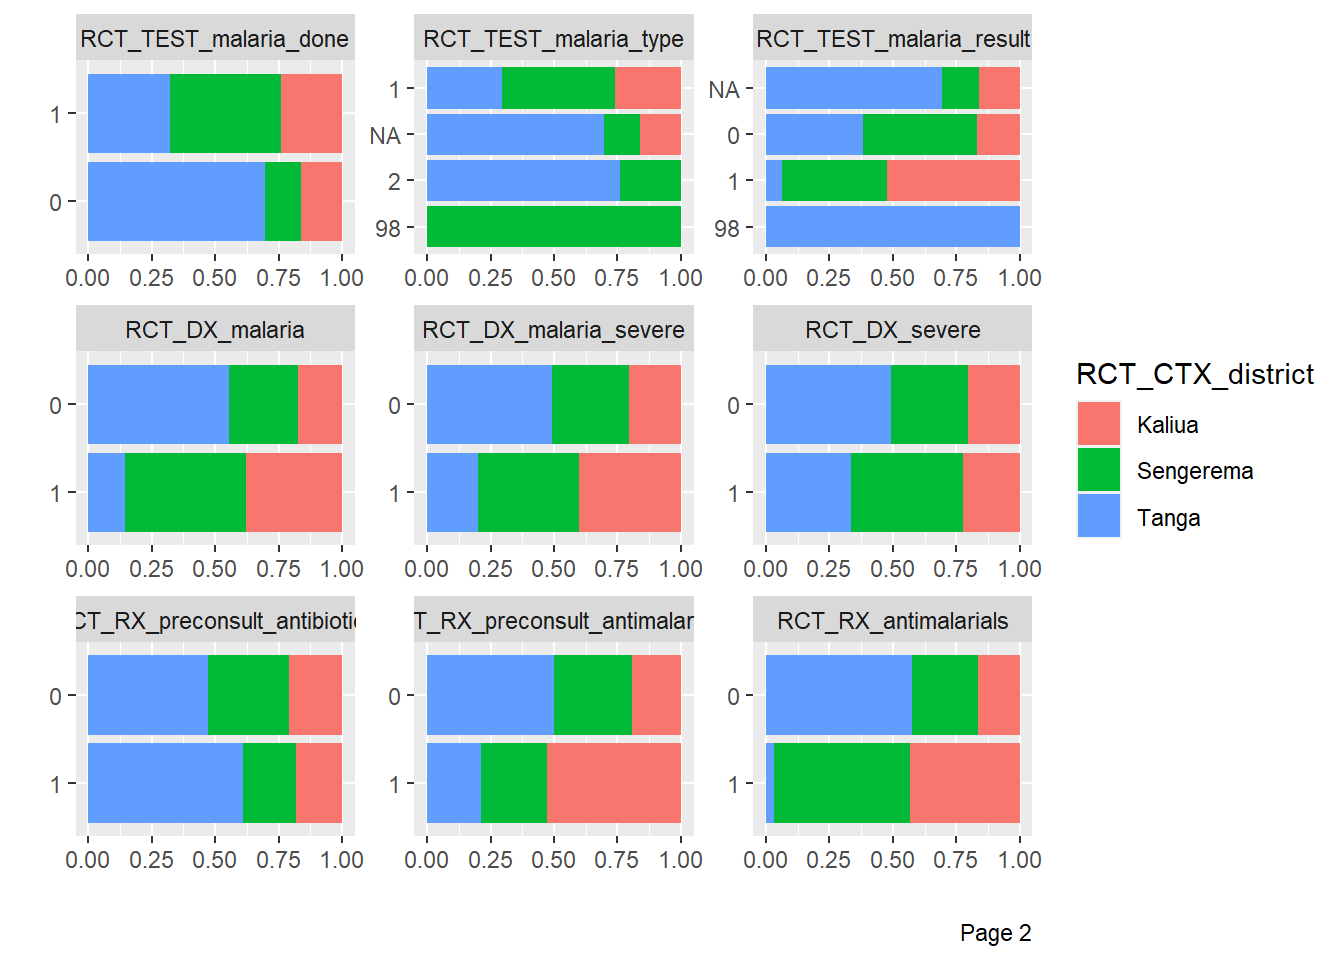 RCT_TEST_malaria_done RCT_TEST_malaria_type RCT_TEST_malaria_result
1
0
0.00 0.25 0.50 0.75 1.00
1
NA
2
98
0.00 0.25 0.50 0.75 1.00
NA
0
1
98
0.00 0.25 0.50 0.75 1.00
RCT_DX_malaria RCT_DX_malaria_severe RCT_DX_severe
0
1
0.00 0.25 0.50 0.75 1.00
0
1
0.00 0.25 0.50 0.75 1.00
0
1
0.00 0.25 0.50 0.75 1.00
CT_RX_preconsult_antibiotic T_RX_preconsult_antimalar RCT_RX_antimalarials
0
1
0.00 0.25 0.50 0.75 1.00
0
1
0.00 0.25 0.50 0.75 1.00
0
1
0.00 0.25 0.50 0.75 1.00
RCT_CTX_district
Kaliua
Sengerema
Tanga
Page 2